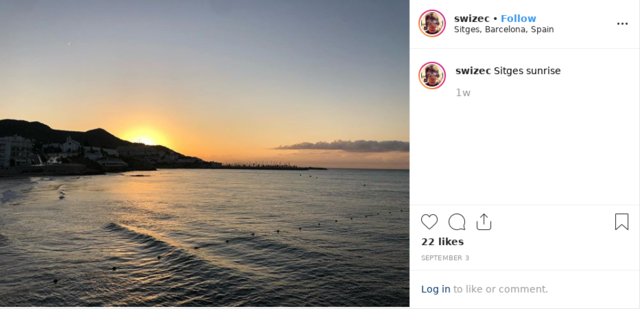 swizec • Follow
Sitges, Barcelona, Spain
swizec Sitges sunrise
1w
22 likes
SEPTEMBER 3
Log in to like or comment.